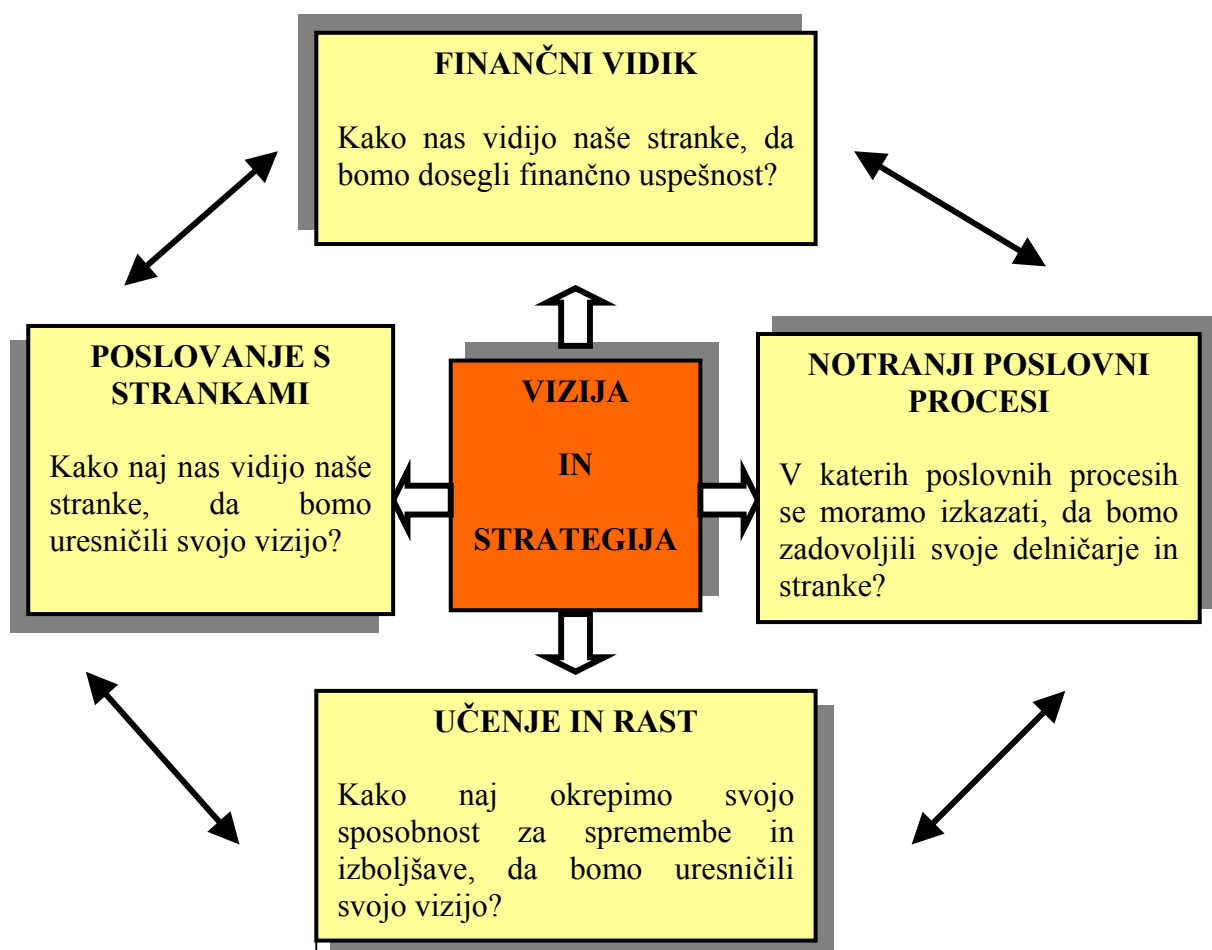 FINANČNI VIDIK
Kako nas vidijo naše stranke, da
bomo dosegli finančno uspešnost?
POSLOVANJE S
STRANKAMI
Kako naj nas vidijo naše
stranke, da bomo
uresničili svojo vizijo?
VIZIJA
IN
STRATEGIJA
NOTRANJI POSLOVNI
PROCESI
V katerih poslovnih procesih
se moramo izkazati, da bomo
zadovoljili svoje delničarje in
stranke?
UČENJE IN RAST
Kako naj okrepimo svojo
sposobnost za spremembe in
izboljšave, da bomo uresničili
svojo vizijo?